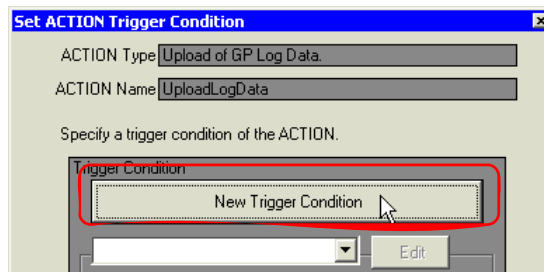 Set ACTION Trigger Condition
ACTION Type Upload of GP Log Data.
ACTION Name UploadLogData
Specify a trigger condition of the ACTION.
Trigger Condition
New Trigger Condition
Edit